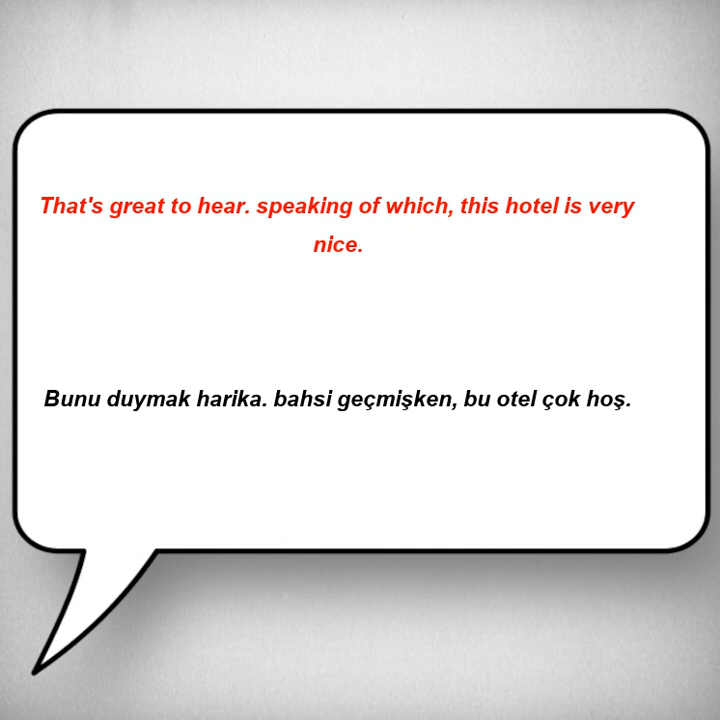 That's great to hear. speaking of which, this hotel is very
nice.
Bunu duymak harika. bahsi geçmişken, bu otel çok hoş.